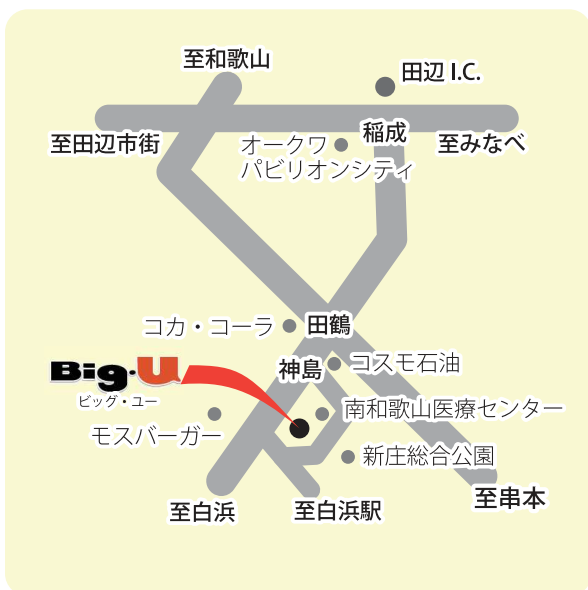 至和歌山
田辺 I.C.
至田辺市街
オークワ
パビリオンシティ
稲成
至みなべ
コカ・コーラ
田鶴
神島
コスモ石油
Big・U
ビッグ・ユー
モスバーガー
南和歌山医療センター
新庄総合公園
至白浜
至白浜駅
至串本